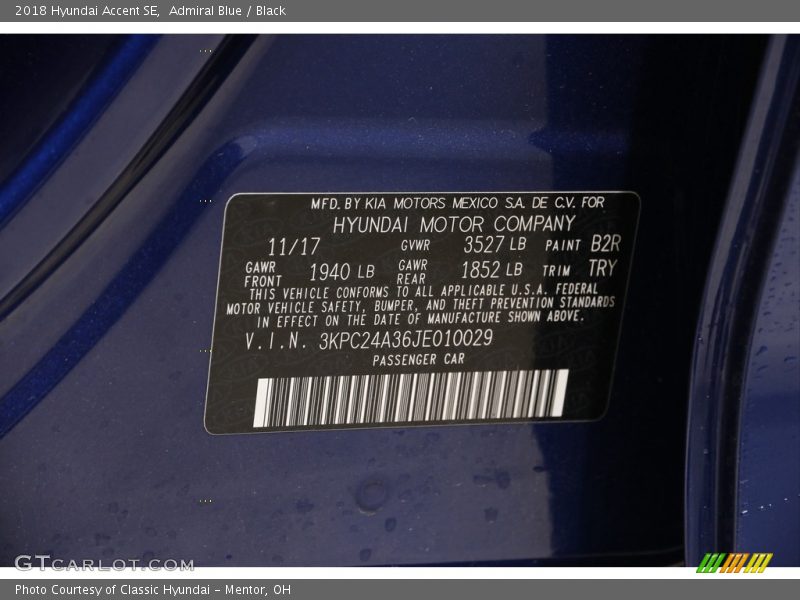 2018 Hyundai Accent SE,  Admiral Blue / Black
MFD. BY KIA MOTORS MEXICO S.A. DE C.V. FOR
HYUNDAI MOTOR COMPANY
11/17 GVWR 3527 LB PAINT B2R
GAWR FRONT 1940 LB GAWR REAR 1852 LB TRIM TRY
THIS VEHICLE CONFORMS TO ALL APPLICABLE U.S.A. FEDERAL
MOTOR VEHICLE SAFETY, BUMPER, AND THEFT PREVENTION STANDARDS
IN EFFECT ON THE DATE OF MANUFACTURE SHOWN ABOVE.
V.I.N. 3KPC24A36JE010029
PASSENGER CAR
GTCARLOT.COM
Photo Courtesy of Classic Hyundai - Mentor, OH